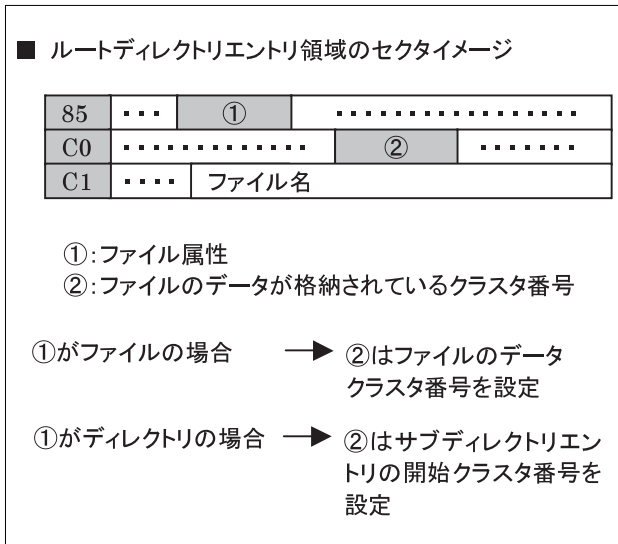 ■ ルートディレクトリエントリ領域のセクタイメージ
85 ･･･ ① ･････････････････
C0 ･････････････ ② ･･･････
C1 ････ ファイル名
①:ファイル属性
②:ファイルのデータが格納されているクラスタ番号
①がファイルの場合 → ②はファイルのデータ
クラスタ番号を設定
①がディレクトリの場合 → ②はサブディレクトリエン
トリの開始クラスタ番号を
設定